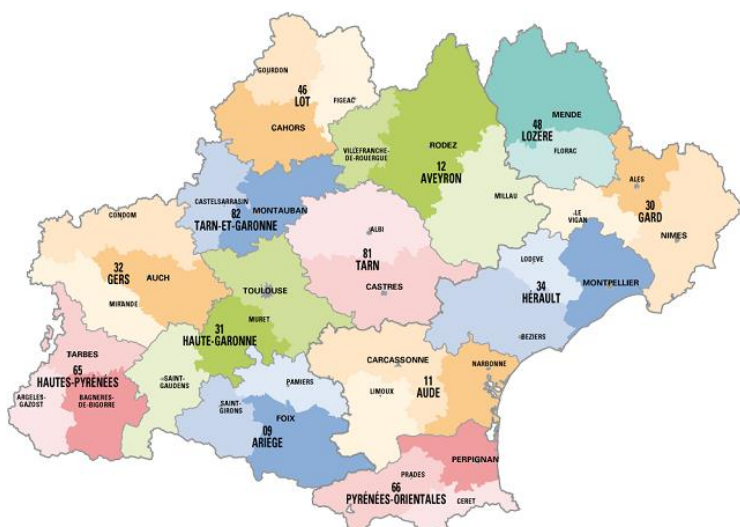 GOURDON
46
LOT
FIGEAC
CAHORS
48
LOZERE
MENDE
FLORAC
VILLEFRANCHE-
DE-ROUERGUE
RODEZ
12
AVEYRON
MILLAU
ALES
30
GARD
LE
VIGAN
NIMES
CASTELSARRASIN
82
TARN-ET-GARONNE
MONTAUBAN
CONDOM
32
GERS
AUCH
MIRANDE
ALBI
81
TARN
CASTRES
LODEVE
34
HÉRAULT
MONTPELLIER
BEZIERS
TOULOUSE
MURET
31
HAUTE-GARONNE
SAINT-
GAUDENS
TARBES
65
HAUTES-PYRÉNÉES
ARGELES-
GAZOST
BAGNERES-
DE-BIGORRE
CARCASSONNE
NARBONNE
LIMOUX
11
AUDE
PAMIERS
SAINT-
GIRONS
FOIX
09
ARIEGE
PERPIGNAN
PRADES
66
PYRÉNÉES-ORIENTALES
CERET